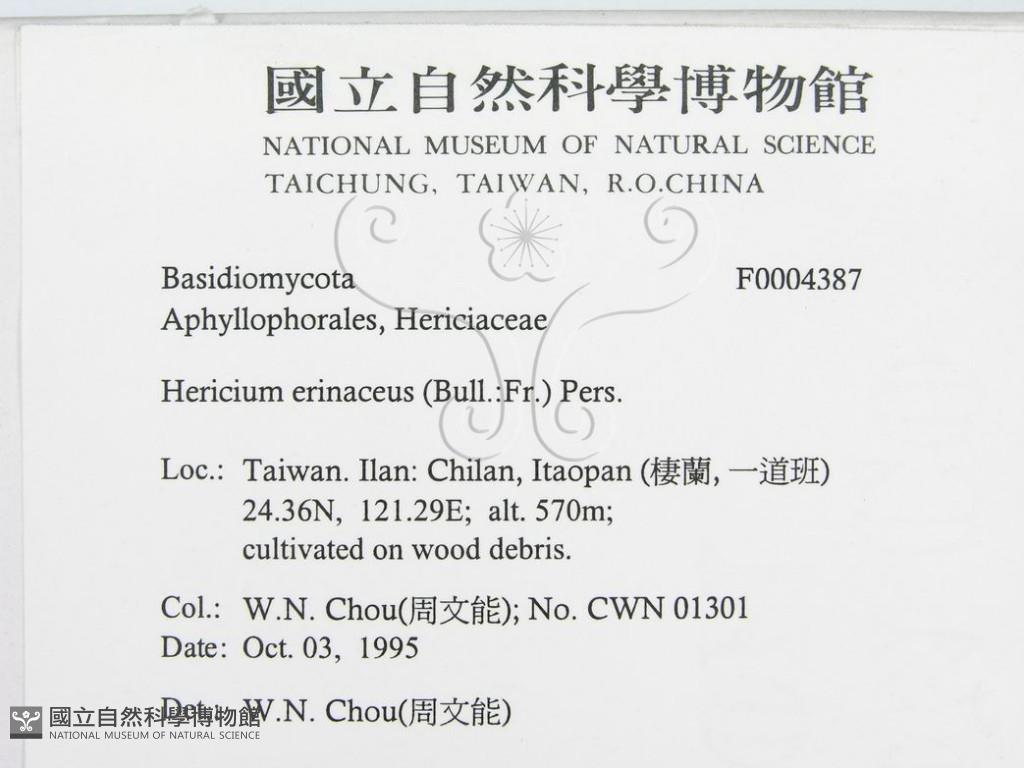 國立自然科學博物館
NATIONAL MUSEUM OF NATURAL SCIENCE
TAICHUNG, TAIWAN, R.O.CHINA
Basidiomycota F0004387
Aphyllophorales, Hericiaceae
Hericium erinaceus (Bull.:Fr.) Pers.
Loc.: Taiwan. Ilan: Chilan, Itaopan (棲蘭, 一道班)
24.36N, 121.29E; alt. 570m;
cultivated on wood debris.
Col.: W.N. Chou(周文能); No. CWN 01301
Date: Oct. 03, 1995
Det.: W.N. Chou(周文能)
國立自然科學博物館
NATIONAL MUSEUM OF NATURAL SCIENCE